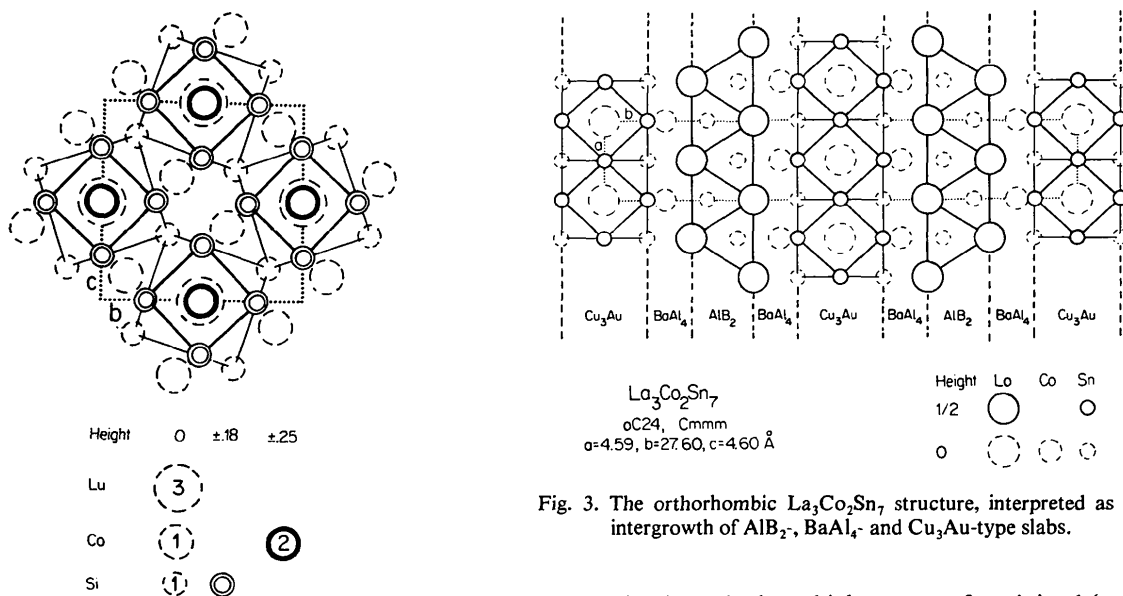 c
b
Height 0 ±.18 ±.25
Lu 3
Co 1 2
Si 1
b
a
Cu₃Au BaAl₄ AlB₂ BaAl₄ Cu₃Au BaAl₄ AlB₂ BaAl₄ Cu₃Au
La₃Co₂Sn₇
oC24, Cmmm
a=4.59, b=27.60, c=4.60 Å
Height La Co Sn
1/2
0
Fig. 3. The orthorhombic La₃Co₂Sn₇ structure, interpreted as
intergrowth of AlB₂-, BaAl₄- and Cu₃Au-type slabs.